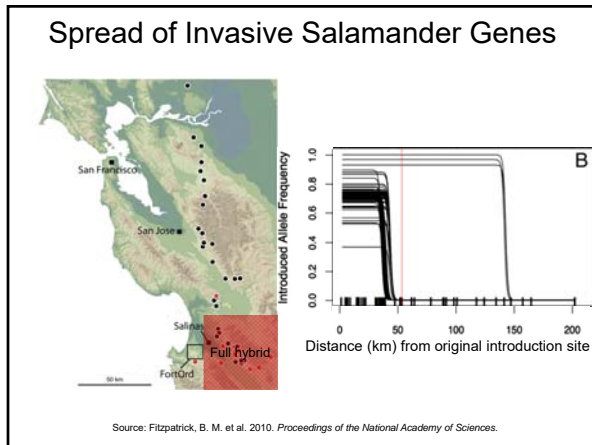 Spread of Invasive Salamander Genes
San Francisco
San Jose
Salinas
Full hybrid
FortOrd
50 km
Introduced Allele Frequency
1.0
0.8
0.6
0.4
0.2
0.0
B
0
50
100
150
200
Distance (km) from original introduction site
Source: Fitzpatrick, B. M. et al. 2010. Proceedings of the National Academy of Sciences.